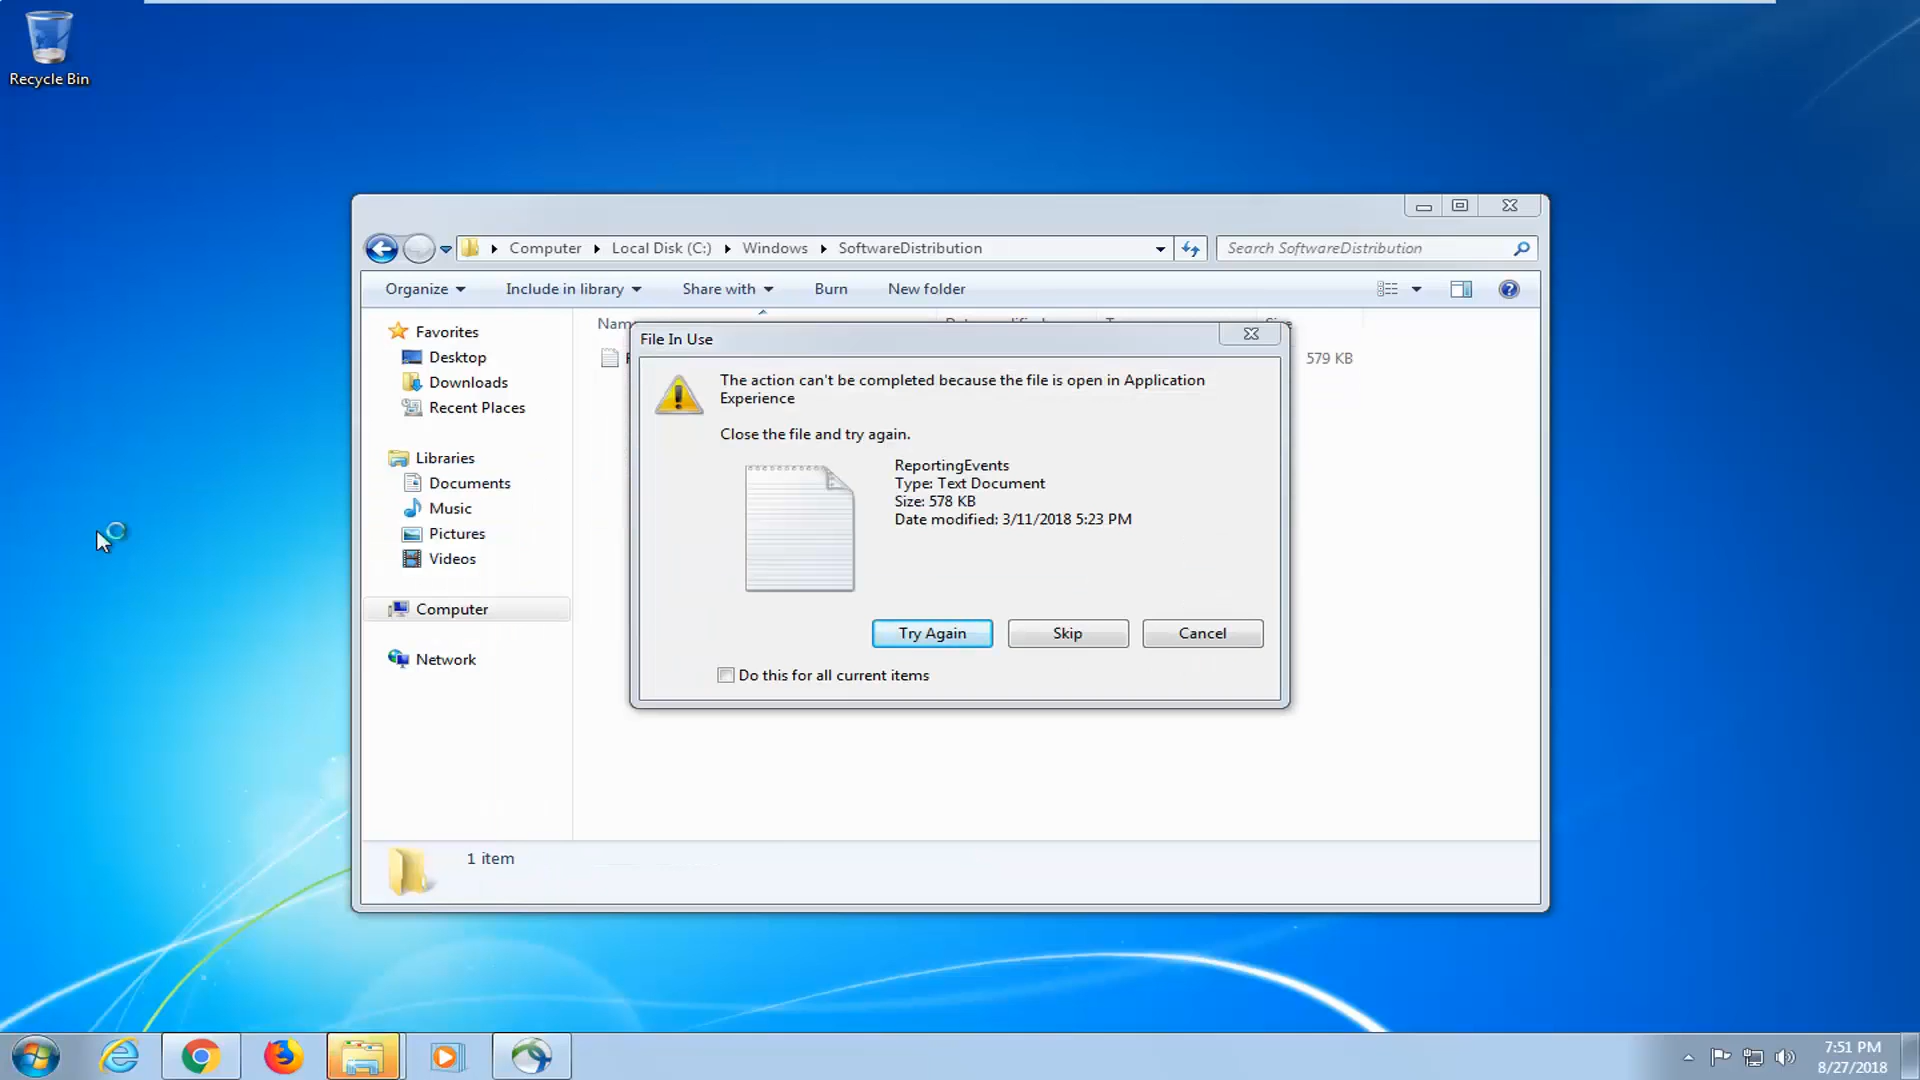 Recycle Bin
Computer
Local Disk (C:)
Windows
SoftwareDistribution
Search SoftwareDistribution
Organize
Include in library
Share with
Burn
New folder
Favorites
Desktop
Downloads
Recent Places
Libraries
Documents
Music
Pictures
Videos
Computer
Network
579 KB
File In Use
The action can't be completed because the file is open in Application
Experience
Close the file and try again.
ReportingEvents
Type: Text Document
Size: 578 KB
Date modified: 3/11/2018 5:23 PM
Try Again
Skip
Cancel
Do this for all current items
1 item
7:51 PM
8/27/2018